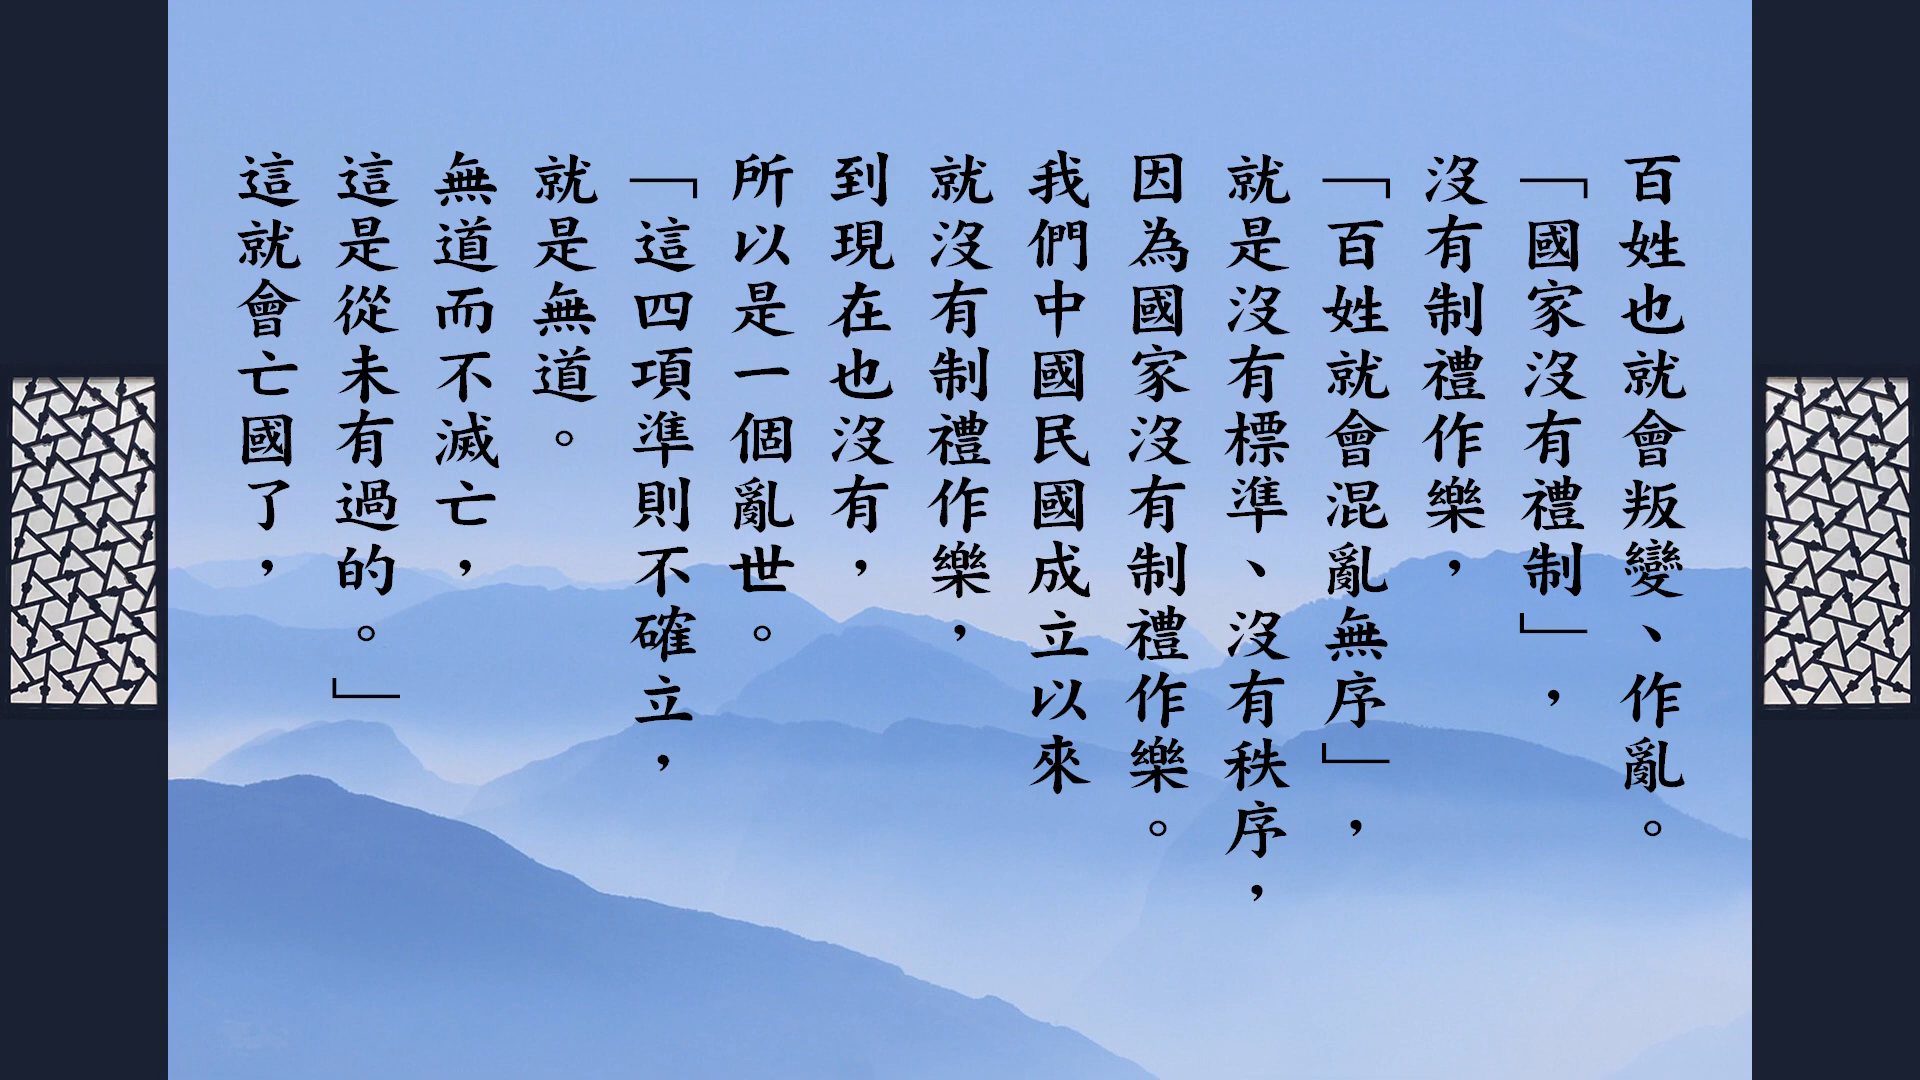 百姓也就會叛變、作亂。
「國家沒有禮制」，
沒有制禮作樂，
「百姓就會混亂無序」，
就是沒有標準、沒有秩序，
因為國家沒有制禮作樂。
我們中國民國成立以來
就沒有制禮作樂，
到現在也沒有，
所以是一個亂世。
「這四項準則不確立，
就是無道。
無道而不滅亡，
這是從未有過的。」
這就會亡國了，